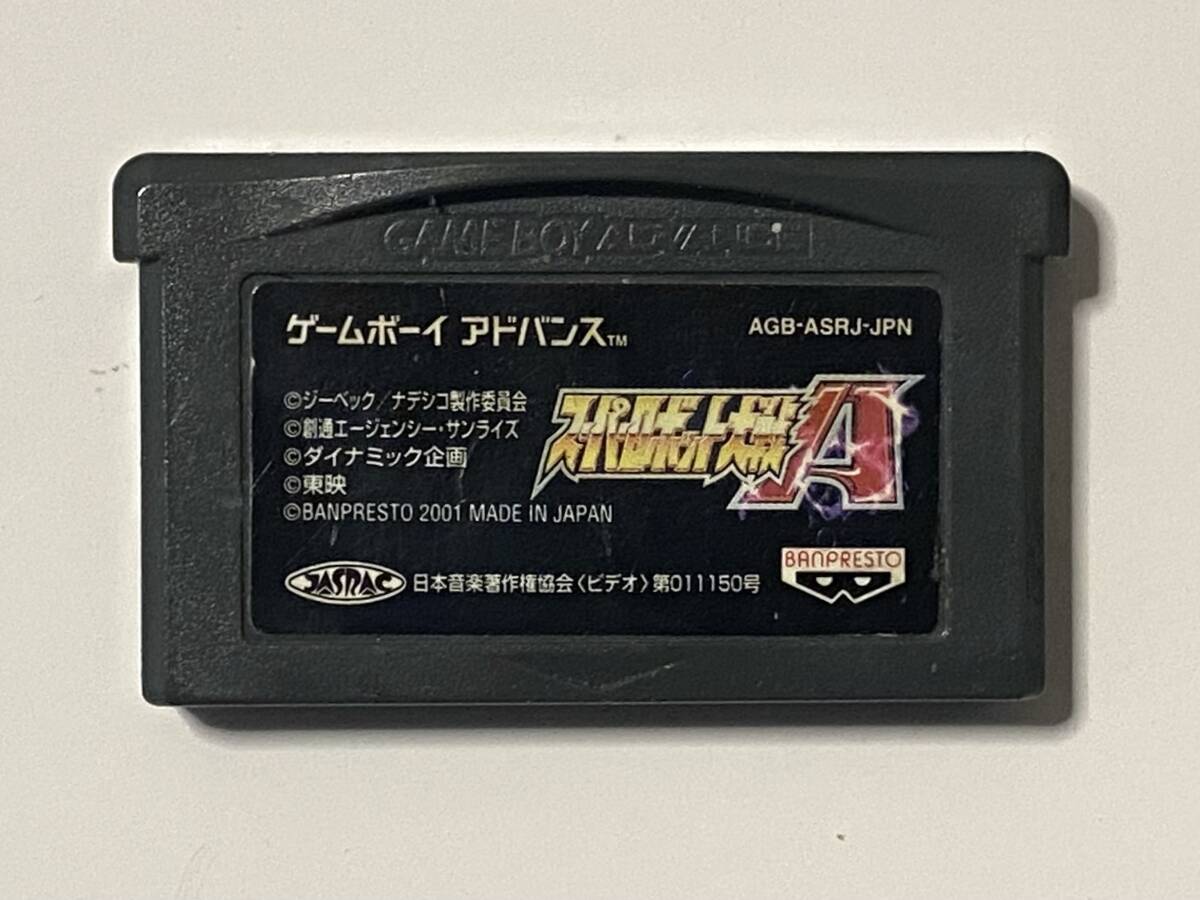 GAME BOY ADVANCE
ゲームボーイ アドバンス™
AGB-ASRJ-JPN
©ジーベック/ナデシコ製作委員会
©創通エージェンシー・サンライズ
©ダイナミック企画
©東映
©BANPRESTO 2001 MADE IN JAPAN
スーパーロボット大戦A
BANPRESTO
JASRAC
日本音楽著作権協会〈ビデオ〉第011150号